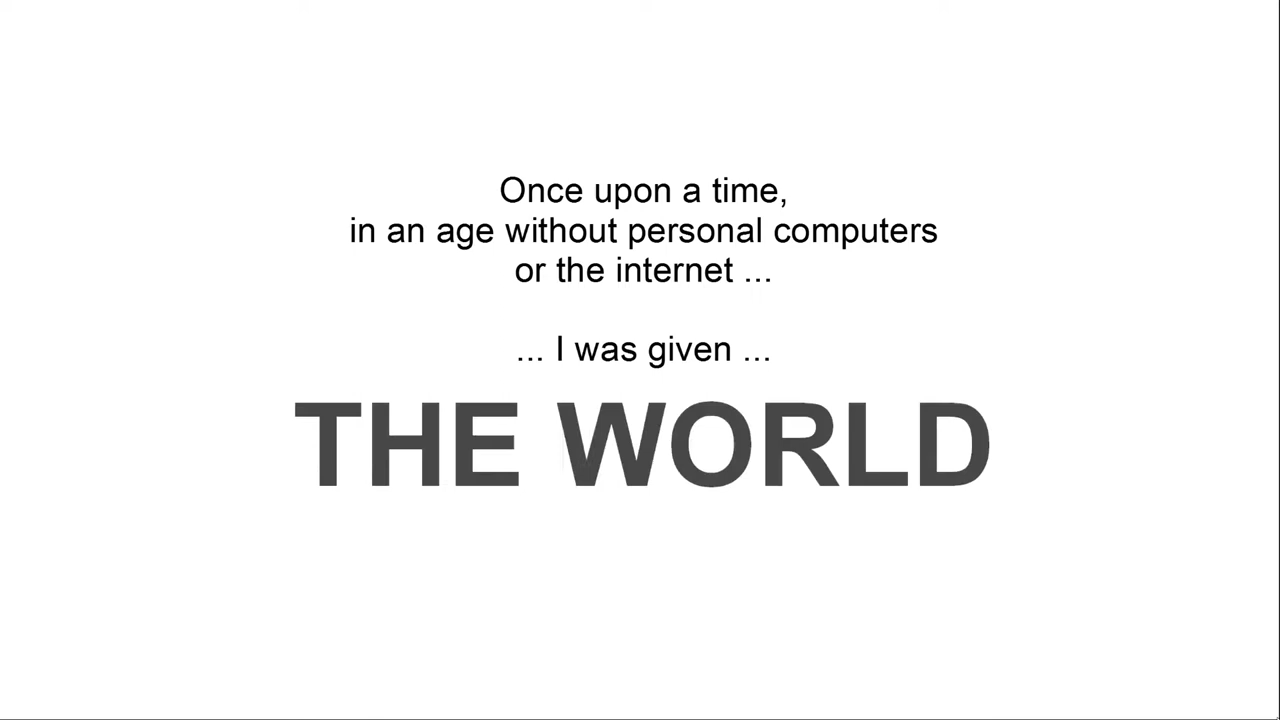 Once upon a time,
in an age without personal computers
or the internet ...
... I was given ...
THE WORLD